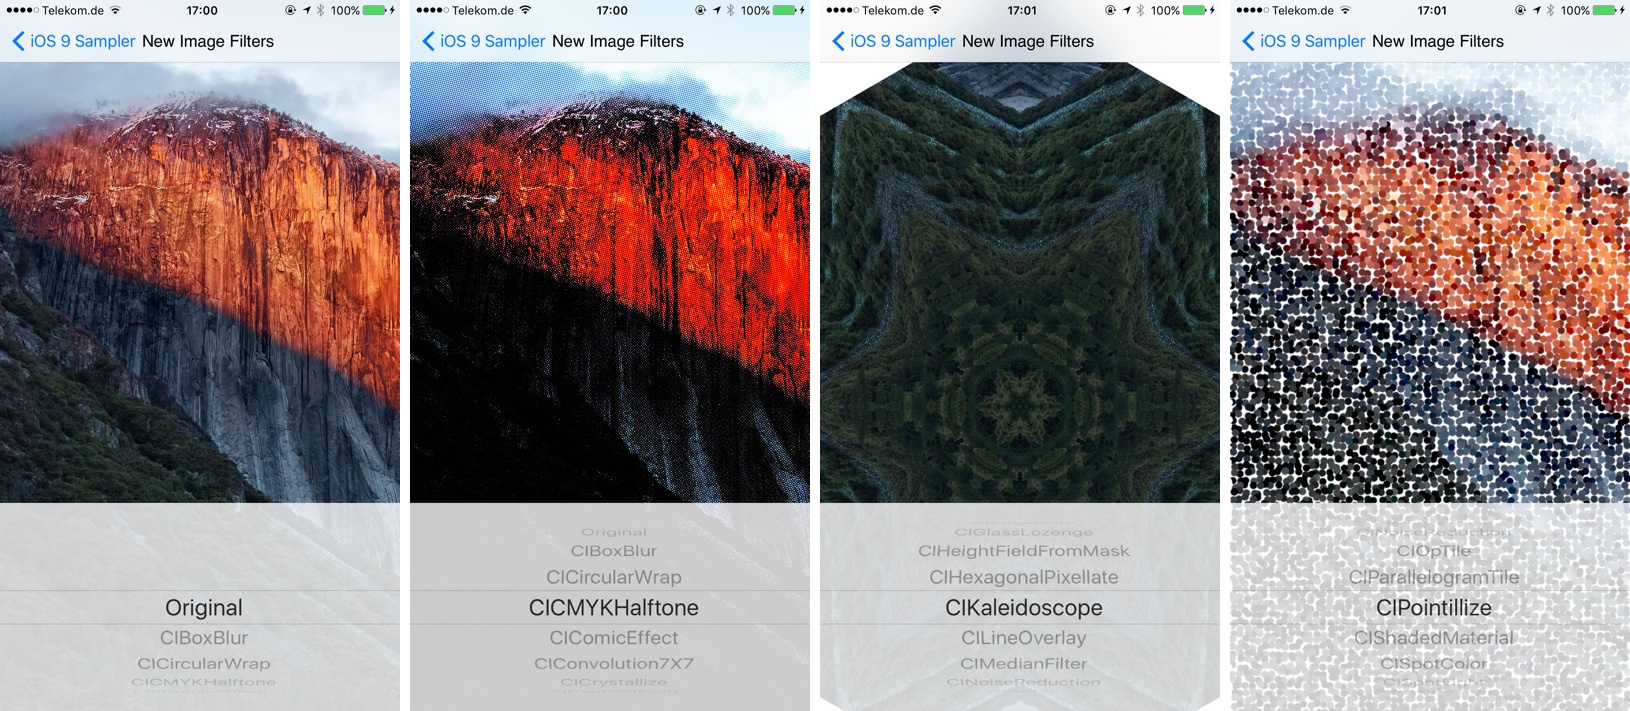 Telekom.de 17:00 100%
iOS 9 Sampler New Image Filters
Original
CIBoxBlur
CICircularWrap
CICMYKHalftone
Telekom.de 17:00 100%
iOS 9 Sampler New Image Filters
Original
CIBoxBlur
CICircularWrap
CICMYKHalftone
CIComicEffect
CIConvolution7X7
CICrystallize
Telekom.de 17:01 100%
iOS 9 Sampler New Image Filters
CIGlassLozenge
CIHeightFieldFromMask
CIHexagonalPixellate
CIKaleidoscope
CILineOverlay
CIMedianFilter
CINoiseReduction
Telekom.de 17:01 100%
iOS 9 Sampler New Image Filters
CINoiseReduction
CIOpTile
CIParallelogramTile
CIPointillize
CIShadedMaterial
CISpotColor